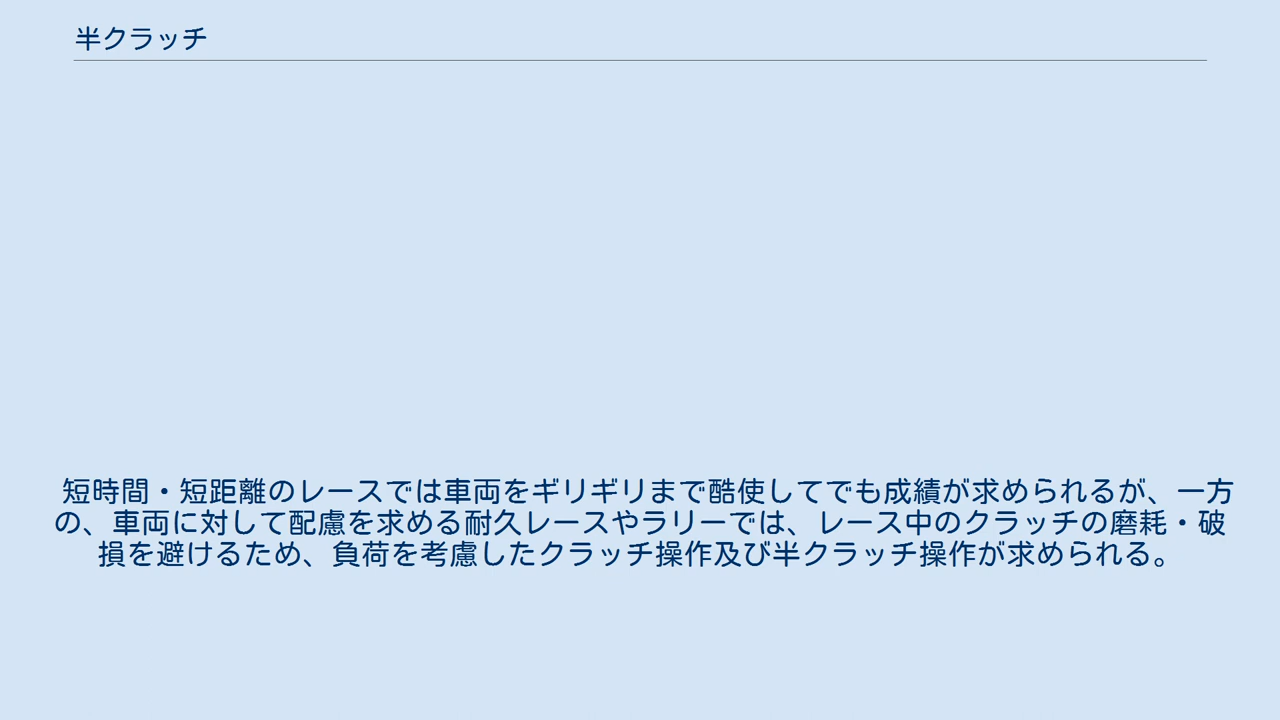 半クラッチ
短時間・短距離のレースでは車両をギリギリまで酷使してでも成績が求められるが、一方
の、車両に対して配慮を求める耐久レースやラリーでは、レース中のクラッチの磨耗・破
損を避けるため、負荷を考慮したクラッチ操作及び半クラッチ操作が求められる。